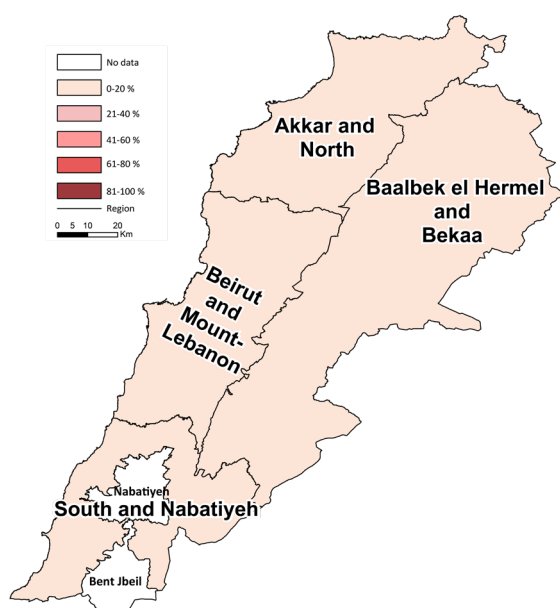 No data
0-20 %
21-40 %
41-60 %
61-80 %
81-100 %
Region
0 5 10 20
Km
Akkar and
North
Baalbek el Hermel
and
Bekaa
Beirut
and
Mount-
Lebanon
Nabatiyeh
South and Nabatiyeh
Bent Jbeil